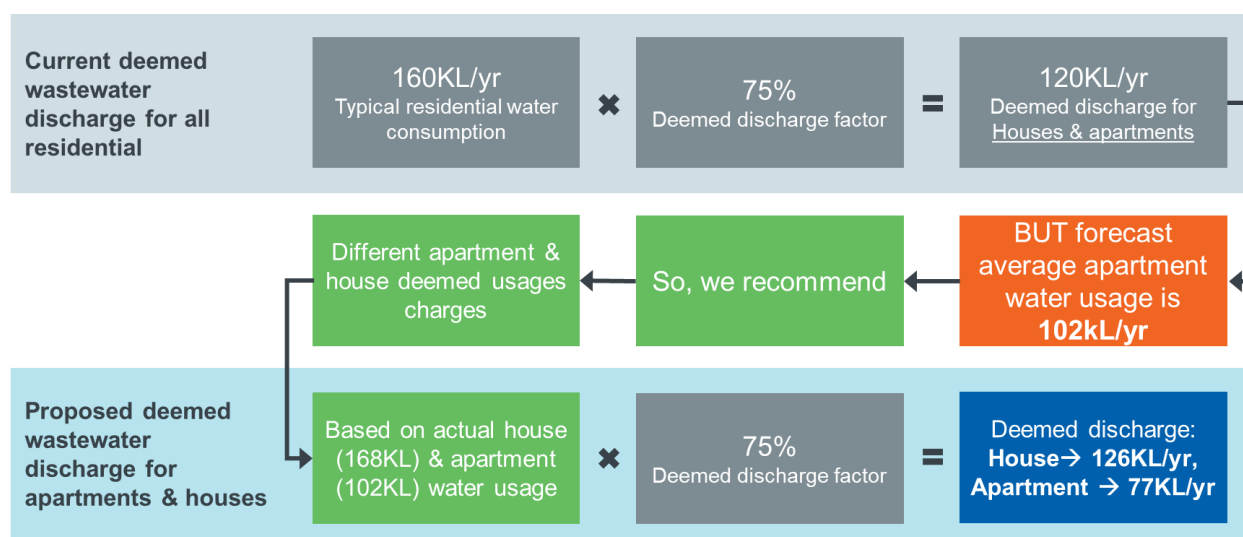 Current deemed
wastewater
discharge for all
residential
160KL/yr
Typical residential water
consumption
✖
75%
Deemed discharge factor
=
120KL/yr
Deemed discharge for
Houses & apartments
Different apartment &
house deemed usages
charges
So, we recommend
BUT forecast
average apartment
water usage is
102kL/yr
Proposed deemed
wastewater
discharge for
apartments & houses
Based on actual house
(168KL) & apartment
(102KL) water usage
✖
75%
Deemed discharge factor
=
Deemed discharge:
House→ 126KL/yr,
Apartment → 77KL/yr